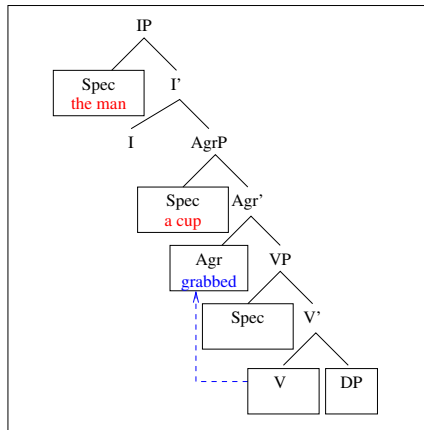 IP
Spec
the man
I'
I
AgrP
Spec
a cup
Agr'
Agr
grabbed
VP
Spec
V'
V
DP